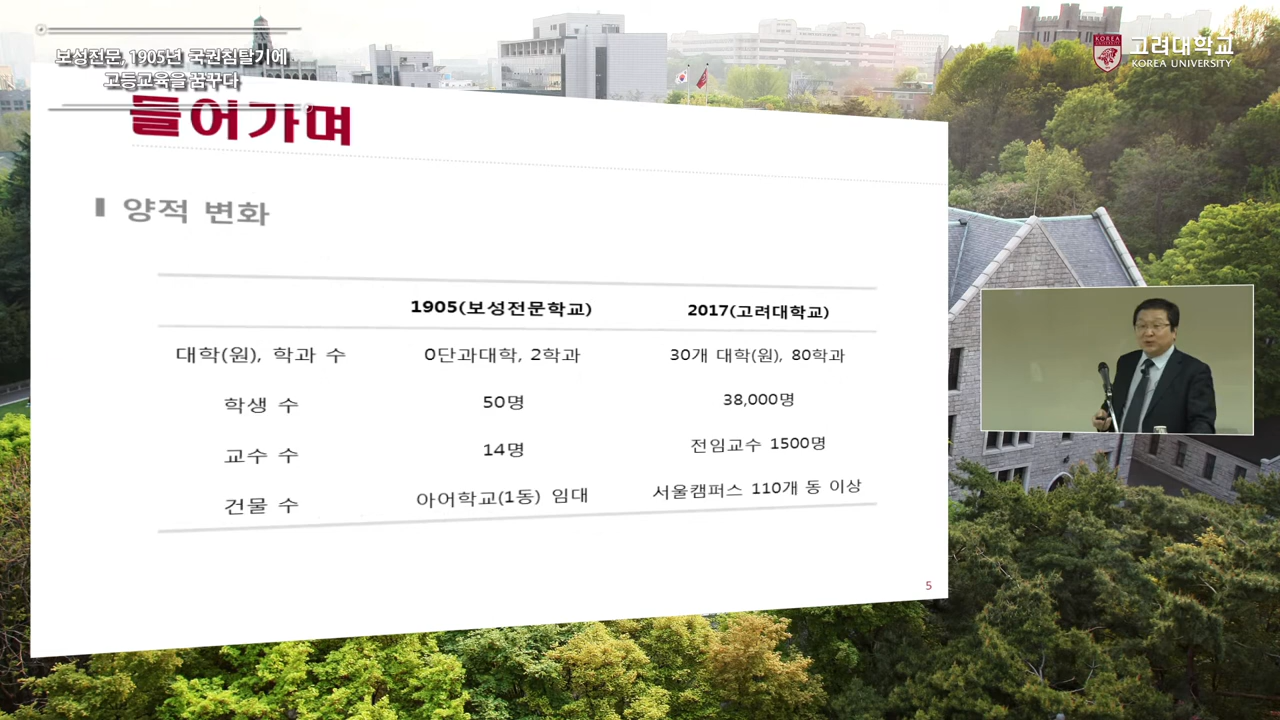 보성전문, 1905년 국권침탈기에
고등교육을 꿈꾸다
KOREA
UNIVERSITY
고려대학교
KOREA UNIVERSITY
들어가며
양적 변화
1905(보성전문학교) 2017(고려대학교)
대학(원), 학과 수 0단과대학, 2학과 30개 대학(원), 80학과
학생 수 50명 38,000명
교수 수 14명 전임교수 1500명
건물 수 아어학교(1동) 임대 서울캠퍼스 110개 동 이상
5